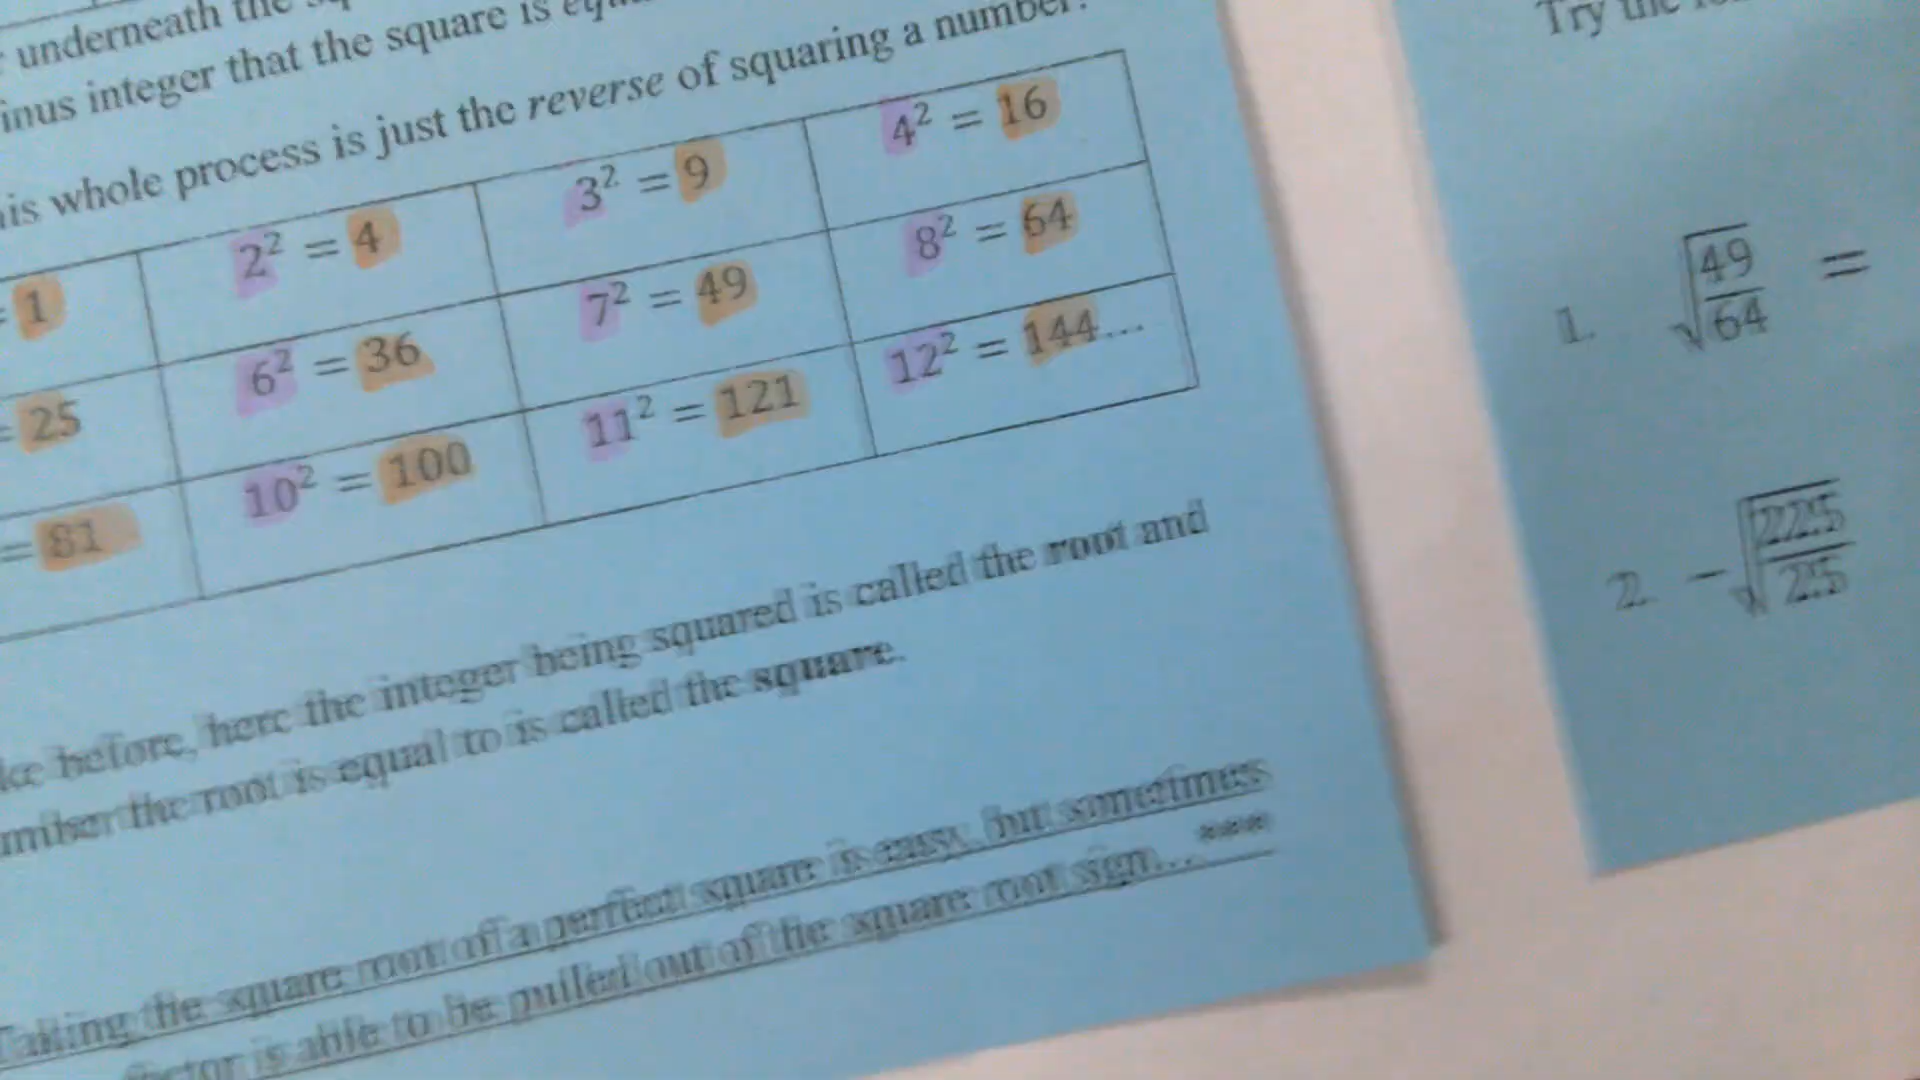 underneath the
inus integer that the square is
is whole process is just the reverse of squaring a number.
= 1 2² = 4 3² = 9 4² = 16
= 25 6² = 36 7² = 49 8² = 64
= 81 10² = 100 11² = 121 12² = 144...
ke before, here the integer being squared is called the root and
mber the root is equal to is called the square.
Taking the square root of a perfect square is easy, but sometimes
factor is able to be pulled out of the square root sign...
Try the
1. √(49/64) =
2. -√(225/25)